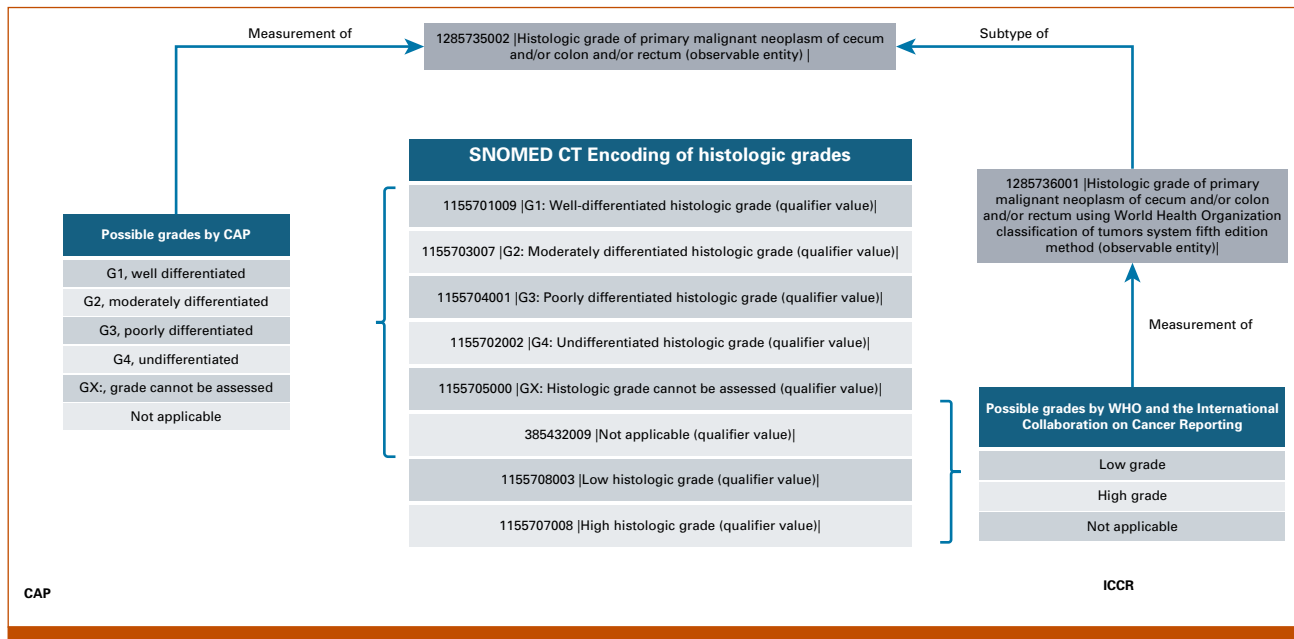 Measurement of
1285735002 |Histologic grade of primary malignant neoplasm of cecum
and/or colon and/or rectum (observable entity) |
Subtype of
SNOMED CT Encoding of histologic grades
1155701009 |G1: Well-differentiated histologic grade (qualifier value)|
1155703007 |G2: Moderately differentiated histologic grade (qualifier value)|
1155704001 |G3: Poorly differentiated histologic grade (qualifier value)|
1155702002 |G4: Undifferentiated histologic grade (qualifier value)|
1155705000 |GX: Histologic grade cannot be assessed (qualifier value)|
385432009 |Not applicable (qualifier value)|
1155708003 |Low histologic grade (qualifier value)|
1155707008 |High histologic grade (qualifier value)|
Possible grades by CAP
G1, well differentiated
G2, moderately differentiated
G3, poorly differentiated
G4, undifferentiated
GX:, grade cannot be assessed
Not applicable
1285736001 |Histologic grade of primary
malignant neoplasm of cecum and/or colon
and/or rectum using World Health Organization
classification of tumors system fifth edition
method (observable entity)|
Measurement of
Possible grades by WHO and the International
Collaboration on Cancer Reporting
Low grade
High grade
Not applicable
CAP
ICCR